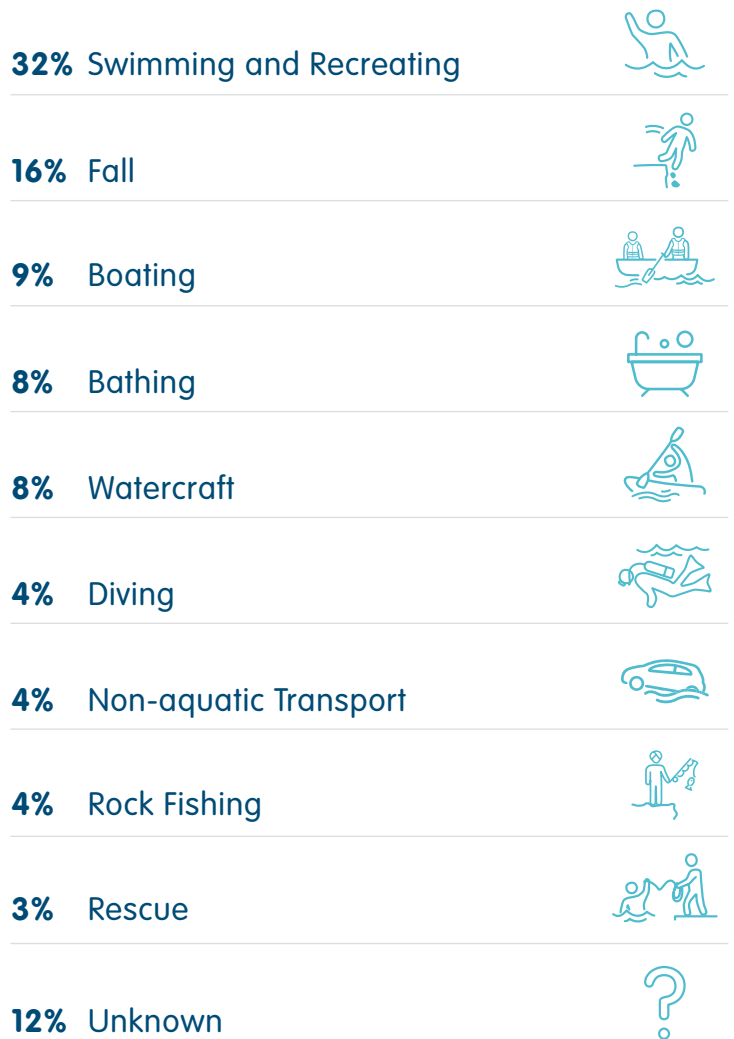 32% Swimming and Recreating
16% Fall
9% Boating
8% Bathing
8% Watercraft
4% Diving
4% Non-aquatic Transport
4% Rock Fishing
3% Rescue
12% Unknown